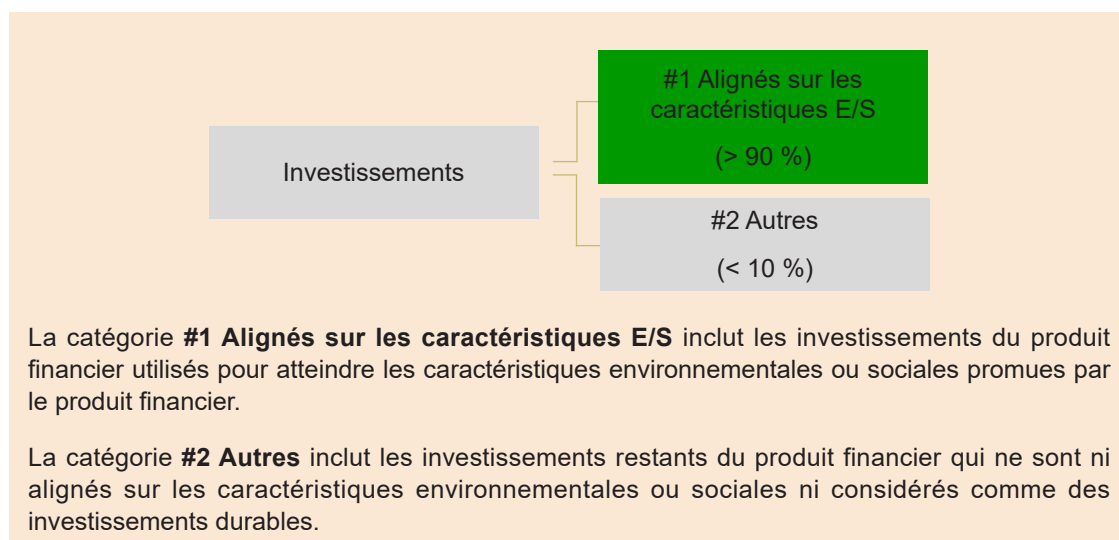 #1 Alignés sur les
caractéristiques E/S
(> 90 %)
Investissements
#2 Autres
(< 10 %)
La catégorie #1 Alignés sur les caractéristiques E/S inclut les investissements du produit
financier utilisés pour atteindre les caractéristiques environnementales ou sociales promues par
le produit financier.
La catégorie #2 Autres inclut les investissements restants du produit financier qui ne sont ni
alignés sur les caractéristiques environnementales ou sociales ni considérés comme des
investissements durables.